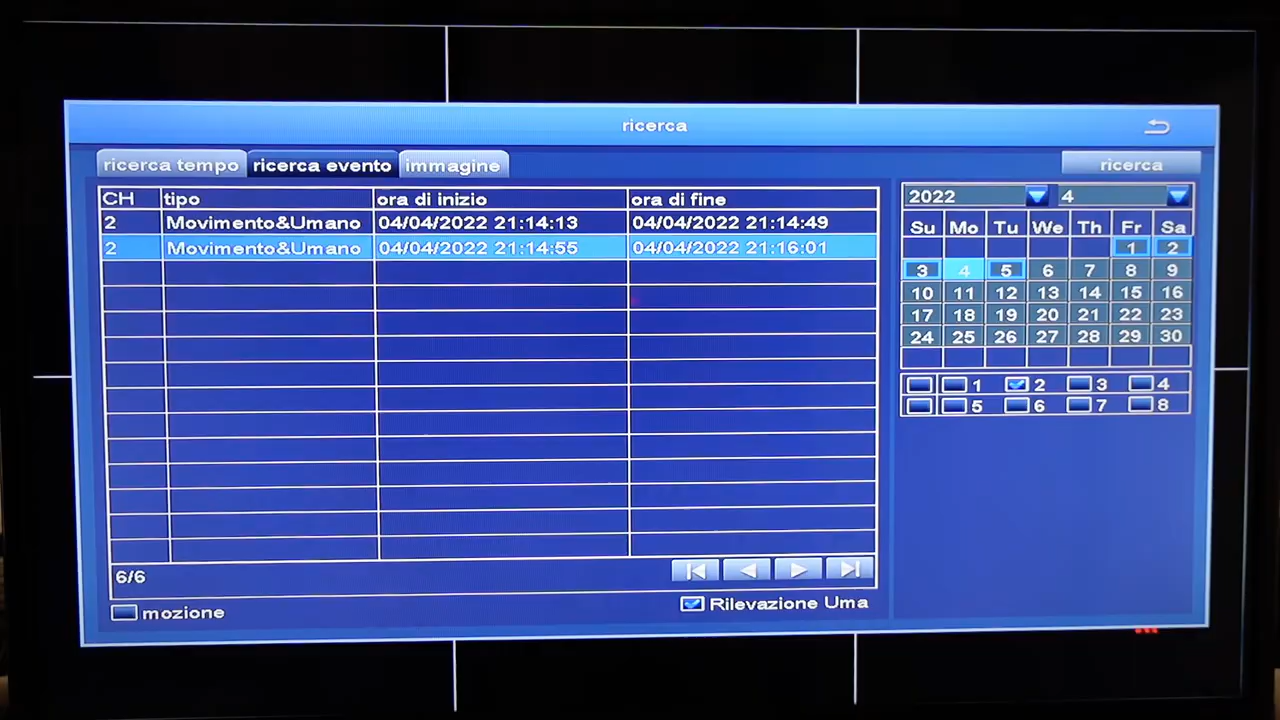 ricerca
ricerca tempo ricerca evento immagine ricerca
CH tipo ora di inizio ora di fine
2 Movimento&Umano 04/04/2022 21:14:13 04/04/2022 21:14:49
2 Movimento&Umano 04/04/2022 21:14:55 04/04/2022 21:16:01
6/6
mozione Rilevazione Uma
2022 4
Su Mo Tu We Th Fr Sa
1 2
3 4 5 6 7 8 9
10 11 12 13 14 15 16
17 18 19 20 21 22 23
24 25 26 27 28 29 30
1 2 3 4
5 6 7 8